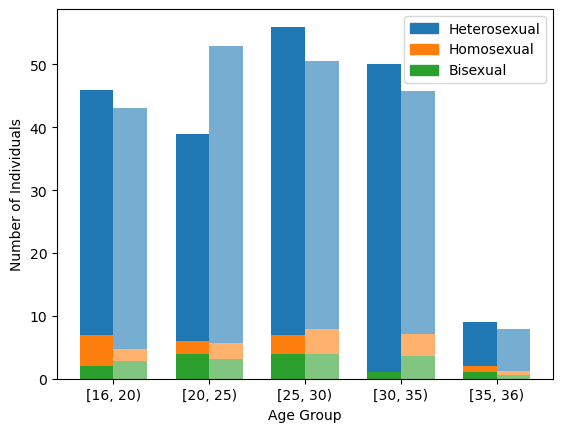 Heterosexual
Homosexual
Bisexual
Number of Individuals
50
40
30
20
10
0
[16, 20)
[20, 25)
[25, 30)
[30, 35)
[35, 36)
Age Group